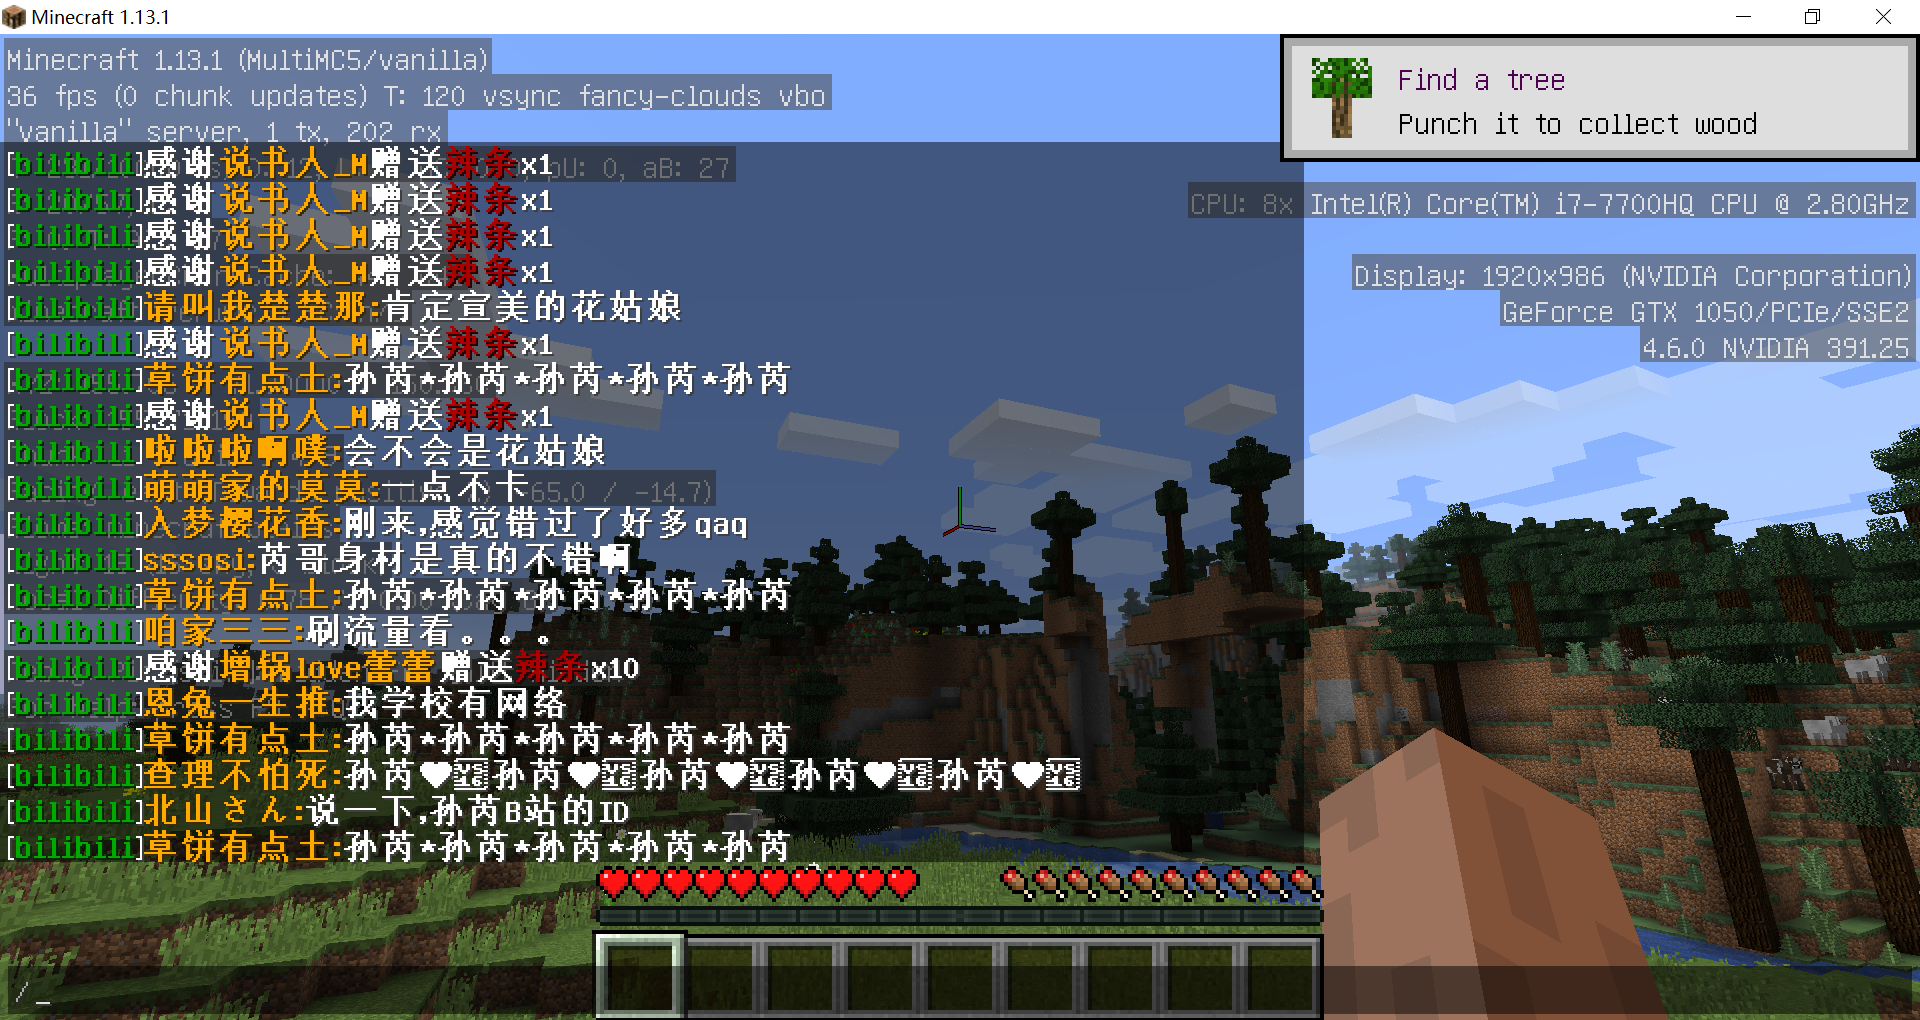 Minecraft 1.13.1
Minecraft 1.13.1 (MultiMC5/vanilla)
36 fps (0 chunk updates) T: 120 vsync fancy-clouds vbo
"vanilla" server, 1 tx, 202 rx
pU: 0, aB: 27
[bilibili]感谢说书人_H赠送辣条x1
[bilibili]感谢说书人_H赠送辣条x1
[bilibili]感谢说书人_H赠送辣条x1
[bilibili]感谢说书人_H赠送辣条x1
[bilibili]请叫我楚楚那:肯定宣美的花姑娘
[bilibili]感谢说书人_H赠送辣条x1
[bilibili]草饼有点土:孙芮★孙芮★孙芮★孙芮★孙芮
[bilibili]感谢说书人_H赠送辣条x1
[bilibili]啦啦啦啊噗:会不会是花姑娘
[bilibili]萌萌家的莫莫:一点不卡
65.0 / -14.7)
[bilibili]入梦樱花香:刚来,感觉错过了好多qaq
[bilibili]sssosi:芮哥身材是真的不错啊
[bilibili]草饼有点土:孙芮★孙芮★孙芮★孙芮★孙芮
[bilibili]咱家三三:刷流量看。。。
[bilibili]感谢增锅love蕾蕾赠送辣条x10
[bilibili]恩兔一生推:我学校有网络
[bilibili]草饼有点土:孙芮★孙芮★孙芮★孙芮★孙芮
[bilibili]查理不怕死:孙芮♥孙芮♥孙芮♥孙芮♥孙芮♥
[bilibili]北山さん:说一下,孙芮B站的ID
[bilibili]草饼有点土:孙芮★孙芮★孙芮★孙芮★孙芮
/_
Find a tree
Punch it to collect wood
CPU: 8x Intel(R) Core(TM) i7-7700HQ CPU @ 2.80GHz
Display: 1920x986 (NVIDIA Corporation)
GeForce GTX 1050/PCIe/SSE2
4.6.0 NVIDIA 391.25